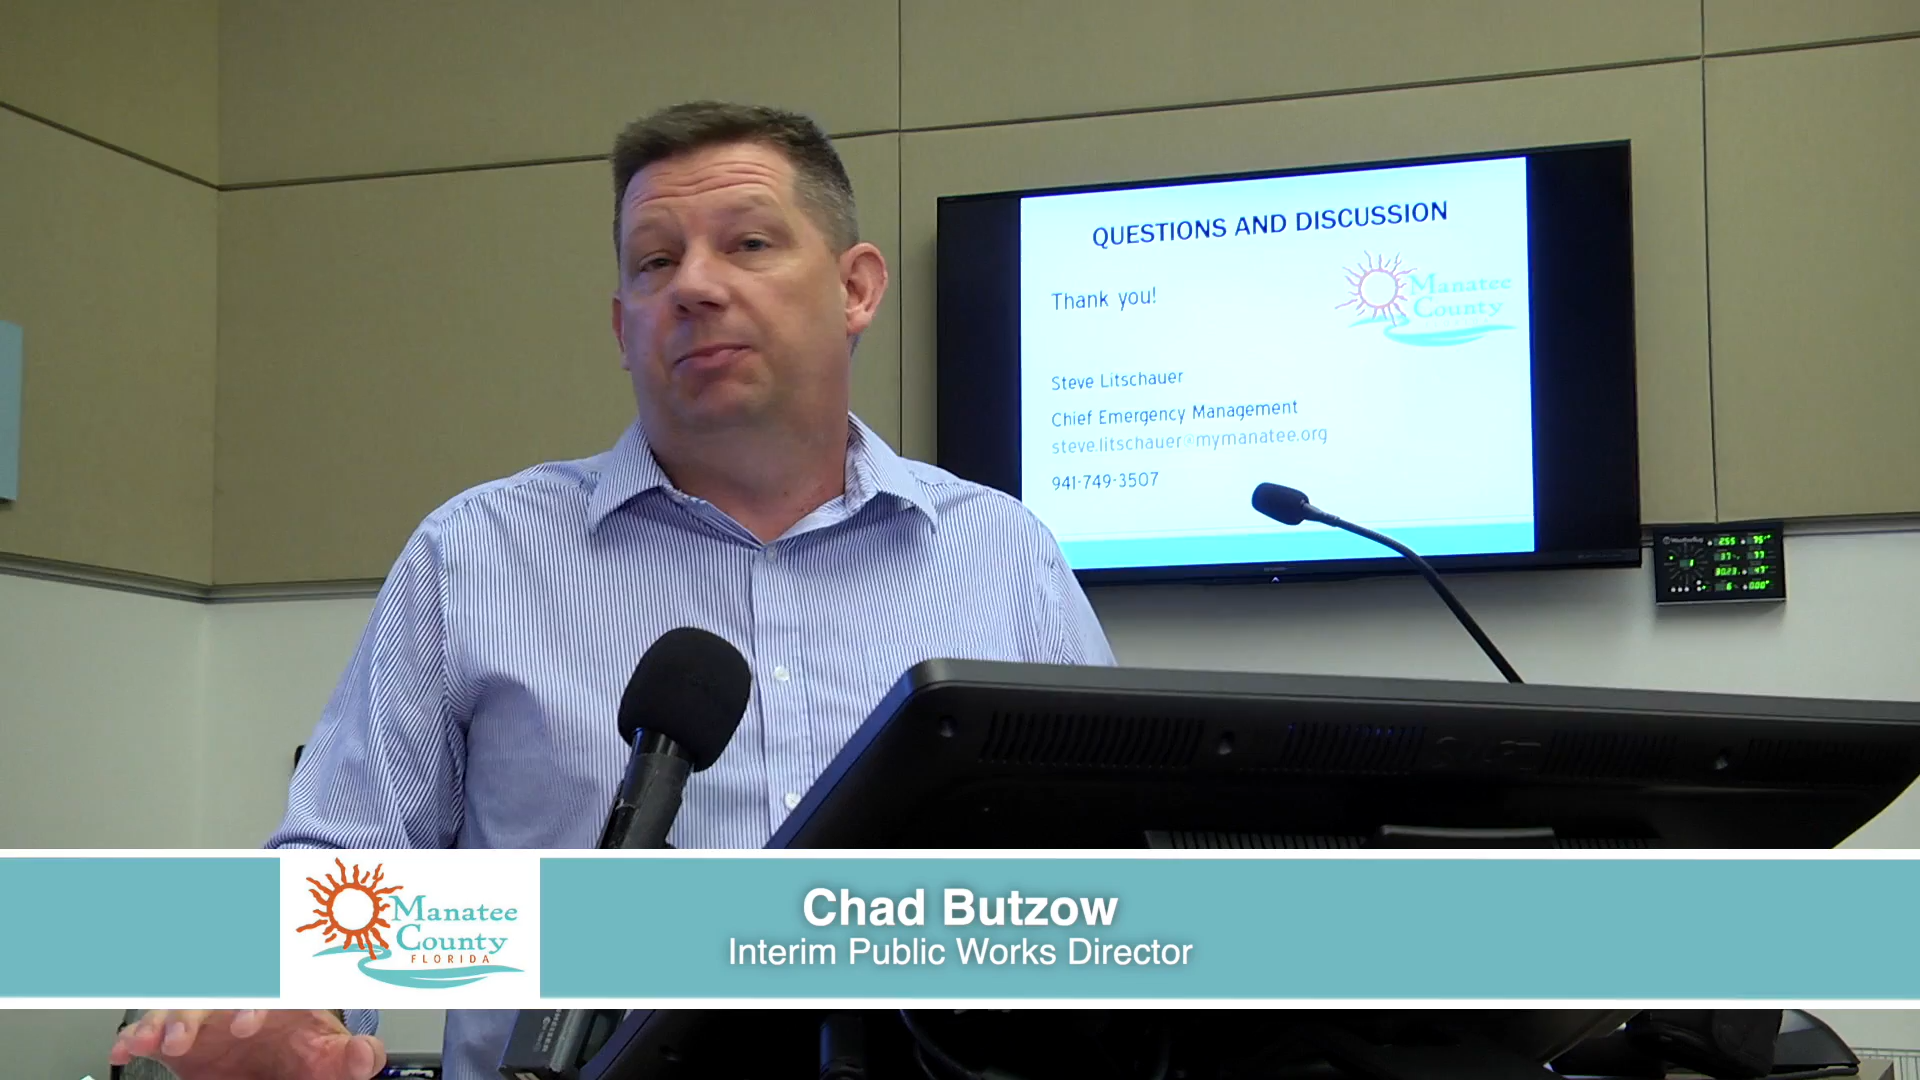 QUESTIONS AND DISCUSSION
Manatee
County
Thank you!
Steve Litschauer
Chief Emergency Management
steve.litschauer@mymanatee.org
941-749-3507
WeatherBug
Manatee
County
FLORIDA
Chad Butzow
Interim Public Works Director